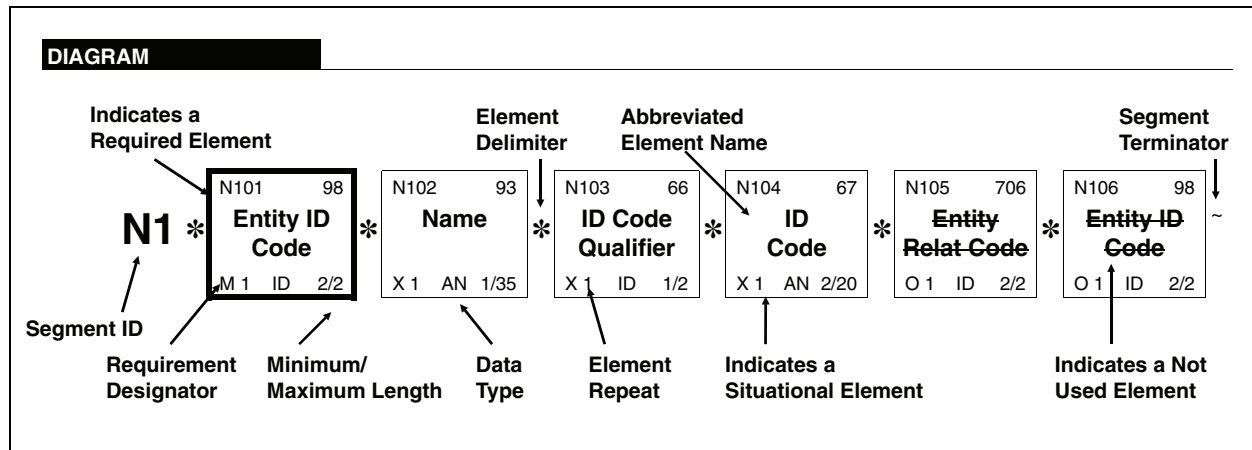 DIAGRAM
Indicates a
Required Element
Element
Delimiter
Abbreviated
Element Name
Segment
Terminator
N1 *
N101 98
Entity ID
Code
M 1 ID 2/2
*
N102 93
Name
X 1 AN 1/35
*
N103 66
ID Code
Qualifier
X 1 ID 1/2
*
N104 67
ID
Code
X 1 AN 2/20
*
N105 706
Entity
Relat Code
O 1 ID 2/2
*
N106 98
Entity ID
Code
O 1 ID 2/2
~
Segment ID
Requirement
Designator
Minimum/
Maximum Length
Data
Type
Element
Repeat
Indicates a
Situational Element
Indicates a Not
Used Element